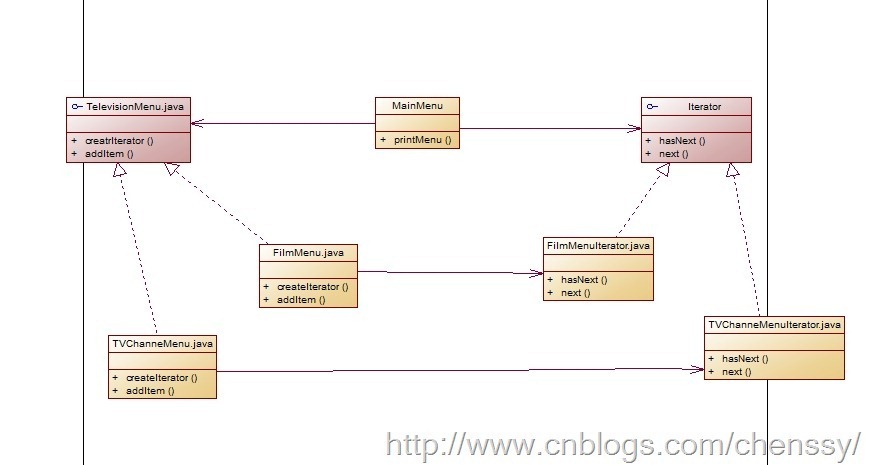 TelevisionMenu.java
+ creatrIterator ()
+ addItem ()
MainMenu
+ printMenu ()
Iterator
+ hasNext ()
+ next ()
FilmMenu.java
+ createIterator ()
+ addItem ()
FilmMenuIterator.java
+ hasNext ()
+ next ()
TVChanneMenu.java
+ createIterator ()
+ addItem ()
TVChanneMenuIterator.java
+ hasNext ()
+ next ()
http://www.cnblogs.com/chenssy/